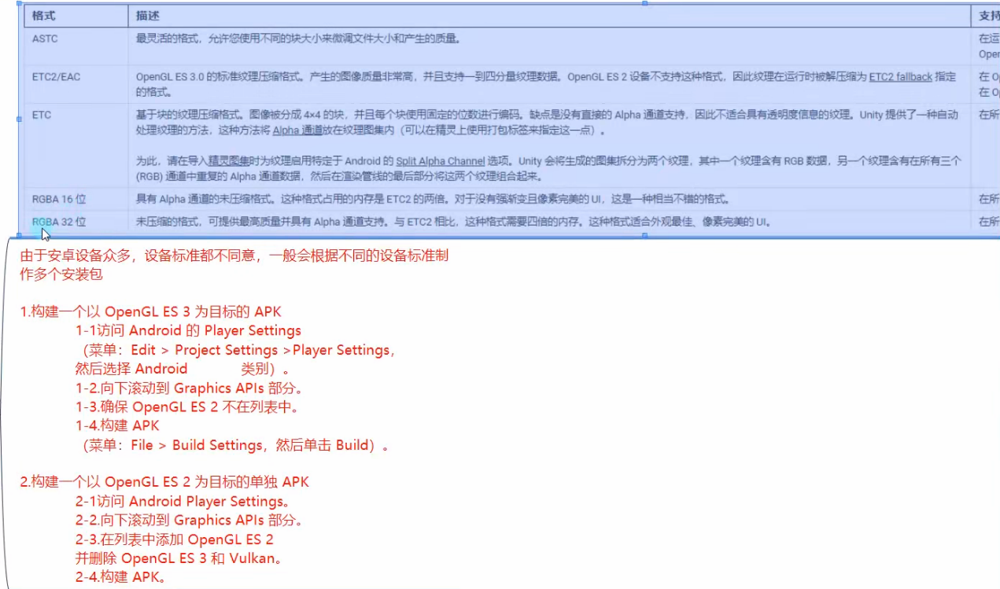 格式 描述 支持
ASTC 最灵活的格式，允许您使用不同的块大小来微调文件大小和产生的质量。 在运
Open
ETC2/EAC OpenGL ES 3.0 的标准纹理压缩格式。产生的图像质量非常高，并且支持一到四分量纹理数据。OpenGL ES 2 设备不支持这种格式，因此纹理在运行时被解压缩为 ETC2 fallback 指定 在 O
的格式。 在 O
ETC 基于块的纹理压缩格式。图像被分成 4×4 的块，并且每个块使用固定的位数进行编码。缺点是没有直接的 Alpha 通道支持，因此不适合具有透明度信息的纹理。Unity 提供了一种自动 在所
处理纹理的方法，这种方法将 Alpha 通道放在纹理图集内（可以在精灵上使用打包标签来指定这一点）。
为此，请在导入精灵图集时为纹理启用特定于 Android 的 Split Alpha Channel 选项。Unity 会将生成的图集拆分为两个纹理，其中一个纹理含有 RGB 数据，另一个纹理含有在所有三个
(RGB) 通道中重复的 Alpha 通道数据，然后在渲染管线的最后部分将这两个纹理组合起来。
RGBA 16 位 具有 Alpha 通道的未压缩格式。这种格式占用的内存是 ETC2 的两倍。对于没有强渐变且像素完美的 UI，这是一种相当不错的格式。 在所
RGBA 32 位 未压缩的格式，可提供最高质量并具有 Alpha 通道支持。与 ETC2 相比，这种格式需要四倍的内存。这种格式适合外观最佳、像素完美的 UI。 在所
由于安卓设备众多，设备标准都不同意，一般会根据不同的设备标准制
作多个安装包
1.构建一个以 OpenGL ES 3 为目标的 APK
1-1访问 Android 的 Player Settings
（菜单：Edit > Project Settings >Player Settings，
然后选择 Android 类别）。
1-2.向下滚动到 Graphics APIs 部分。
1-3.确保 OpenGL ES 2 不在列表中。
1-4.构建 APK
（菜单：File > Build Settings，然后单击 Build）。
2.构建一个以 OpenGL ES 2 为目标的单独 APK
2-1访问 Android Player Settings。
2-2.向下滚动到 Graphics APIs 部分。
2-3.在列表中添加 OpenGL ES 2
并删除 OpenGL ES 3 和 Vulkan。
2-4.构建 APK。